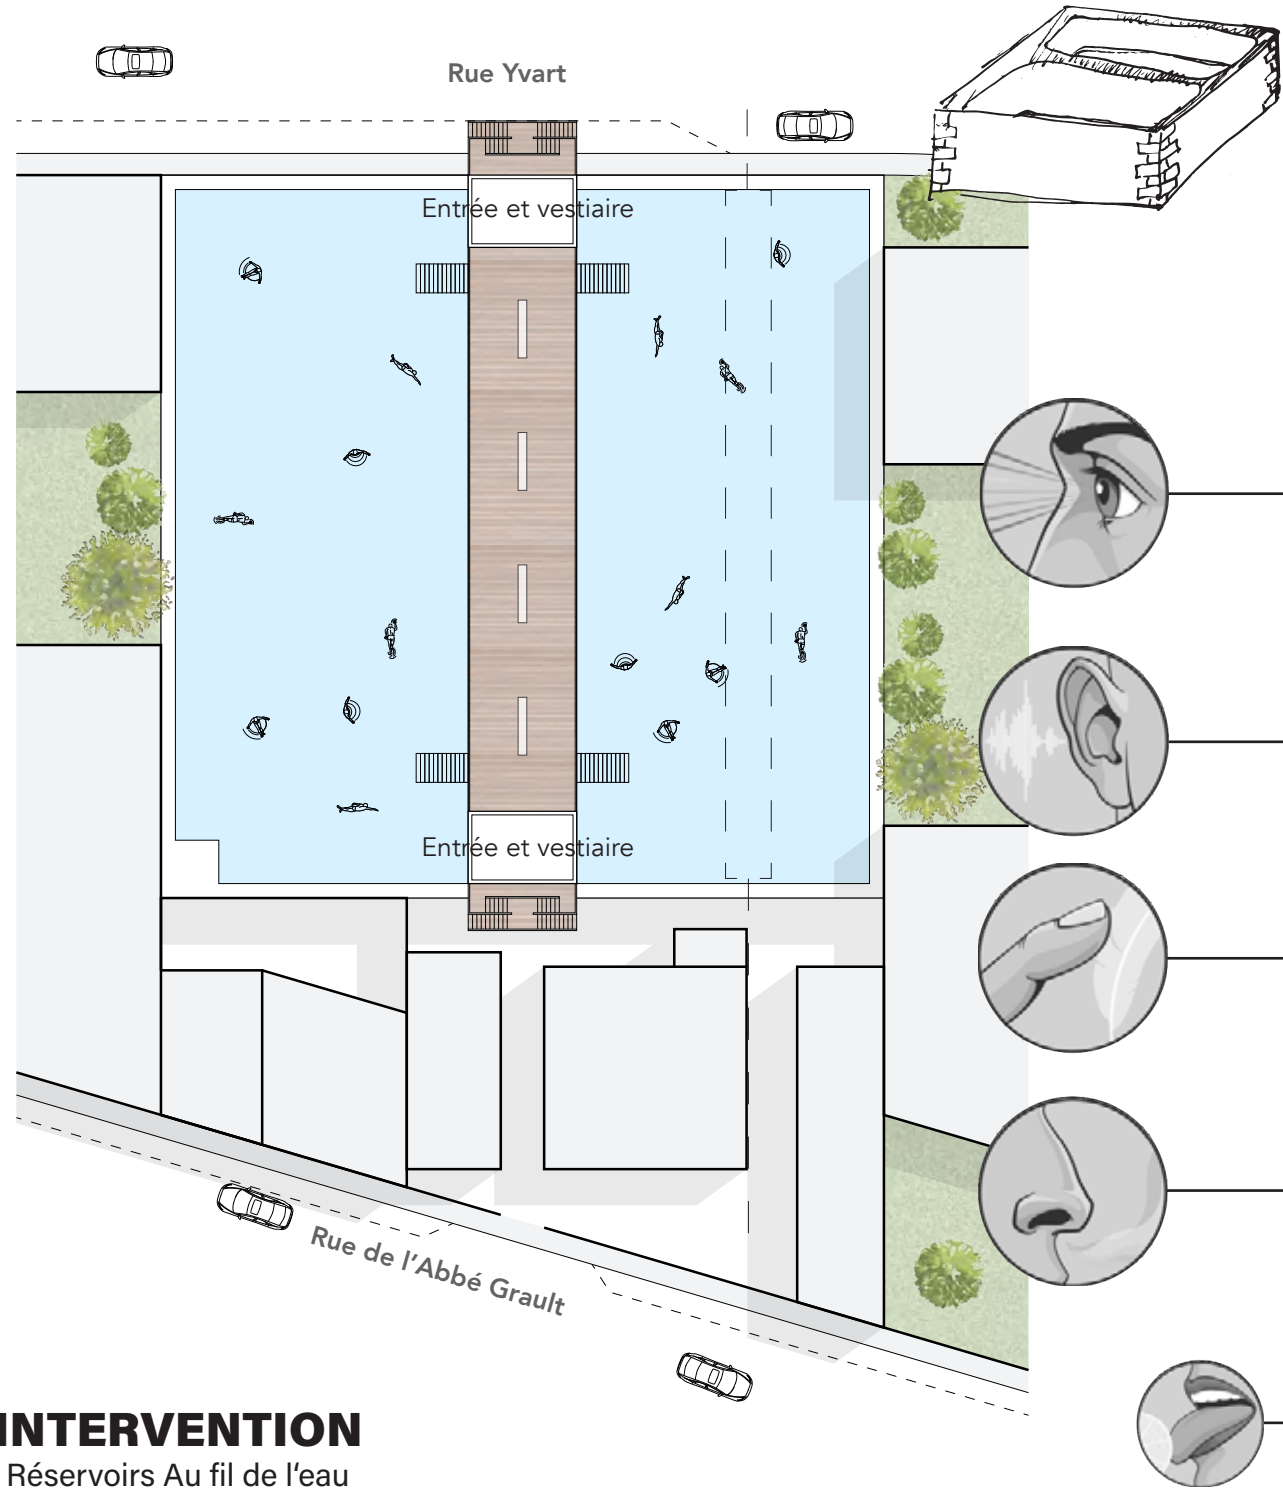 Rue Yvart
Entrée et vestiaire
Entrée et vestiaire
Rue de l'Abbé Grault
INTERVENTION
Réservoirs Au fil de l'eau